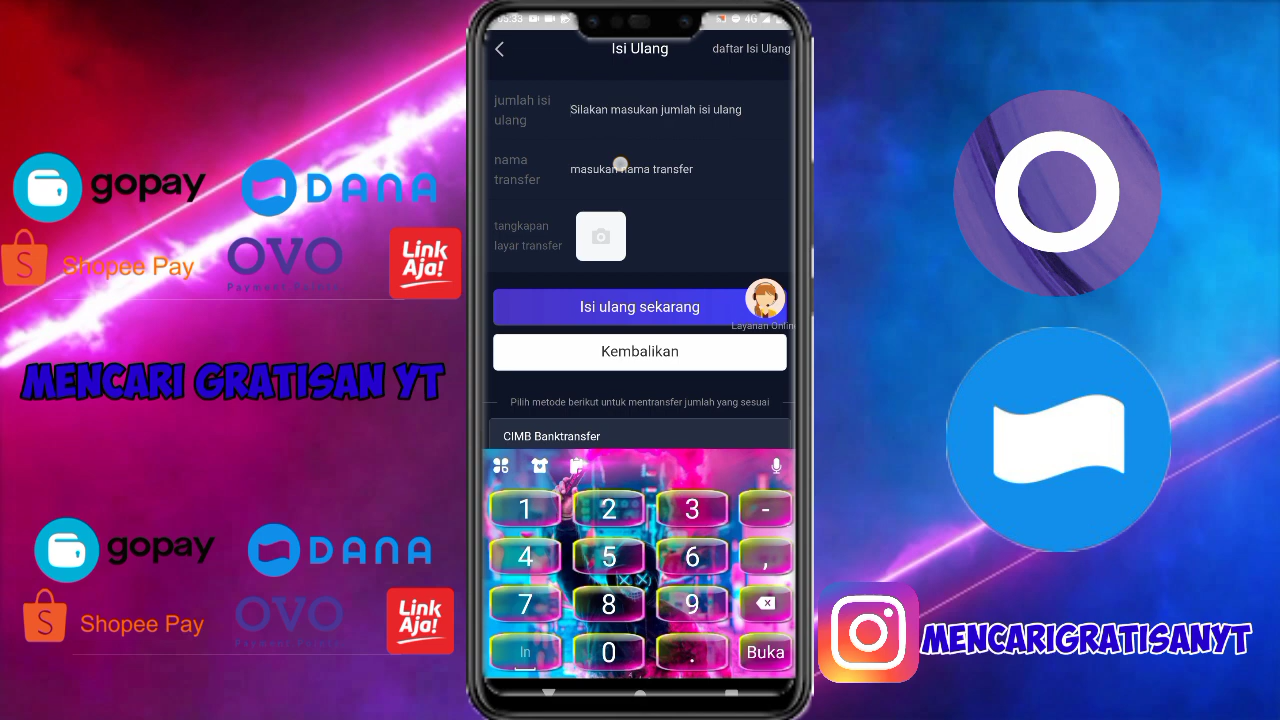 05:33
4G
Isi Ulang
daftar Isi Ulang
jumlah isi
ulang
Silakan masukan jumlah isi ulang
nama
transfer
masukan nama transfer
tangkapan
layar transfer
Isi ulang sekarang
Layanan Onlin
Kembalikan
Pilih metode berikut untuk mentransfer jumlah yang sesuai
CIMB Banktransfer
1 2 3 -
4 5 6 ,
7 8 9
In 0 . Buka
gopay
DANA
Shopee Pay
OVO
Payment Points
Link
Aja!
MENCARI GRATISAN YT
gopay
DANA
Shopee Pay
OVO
Link
Aja!
MENCARIGRATISANYT